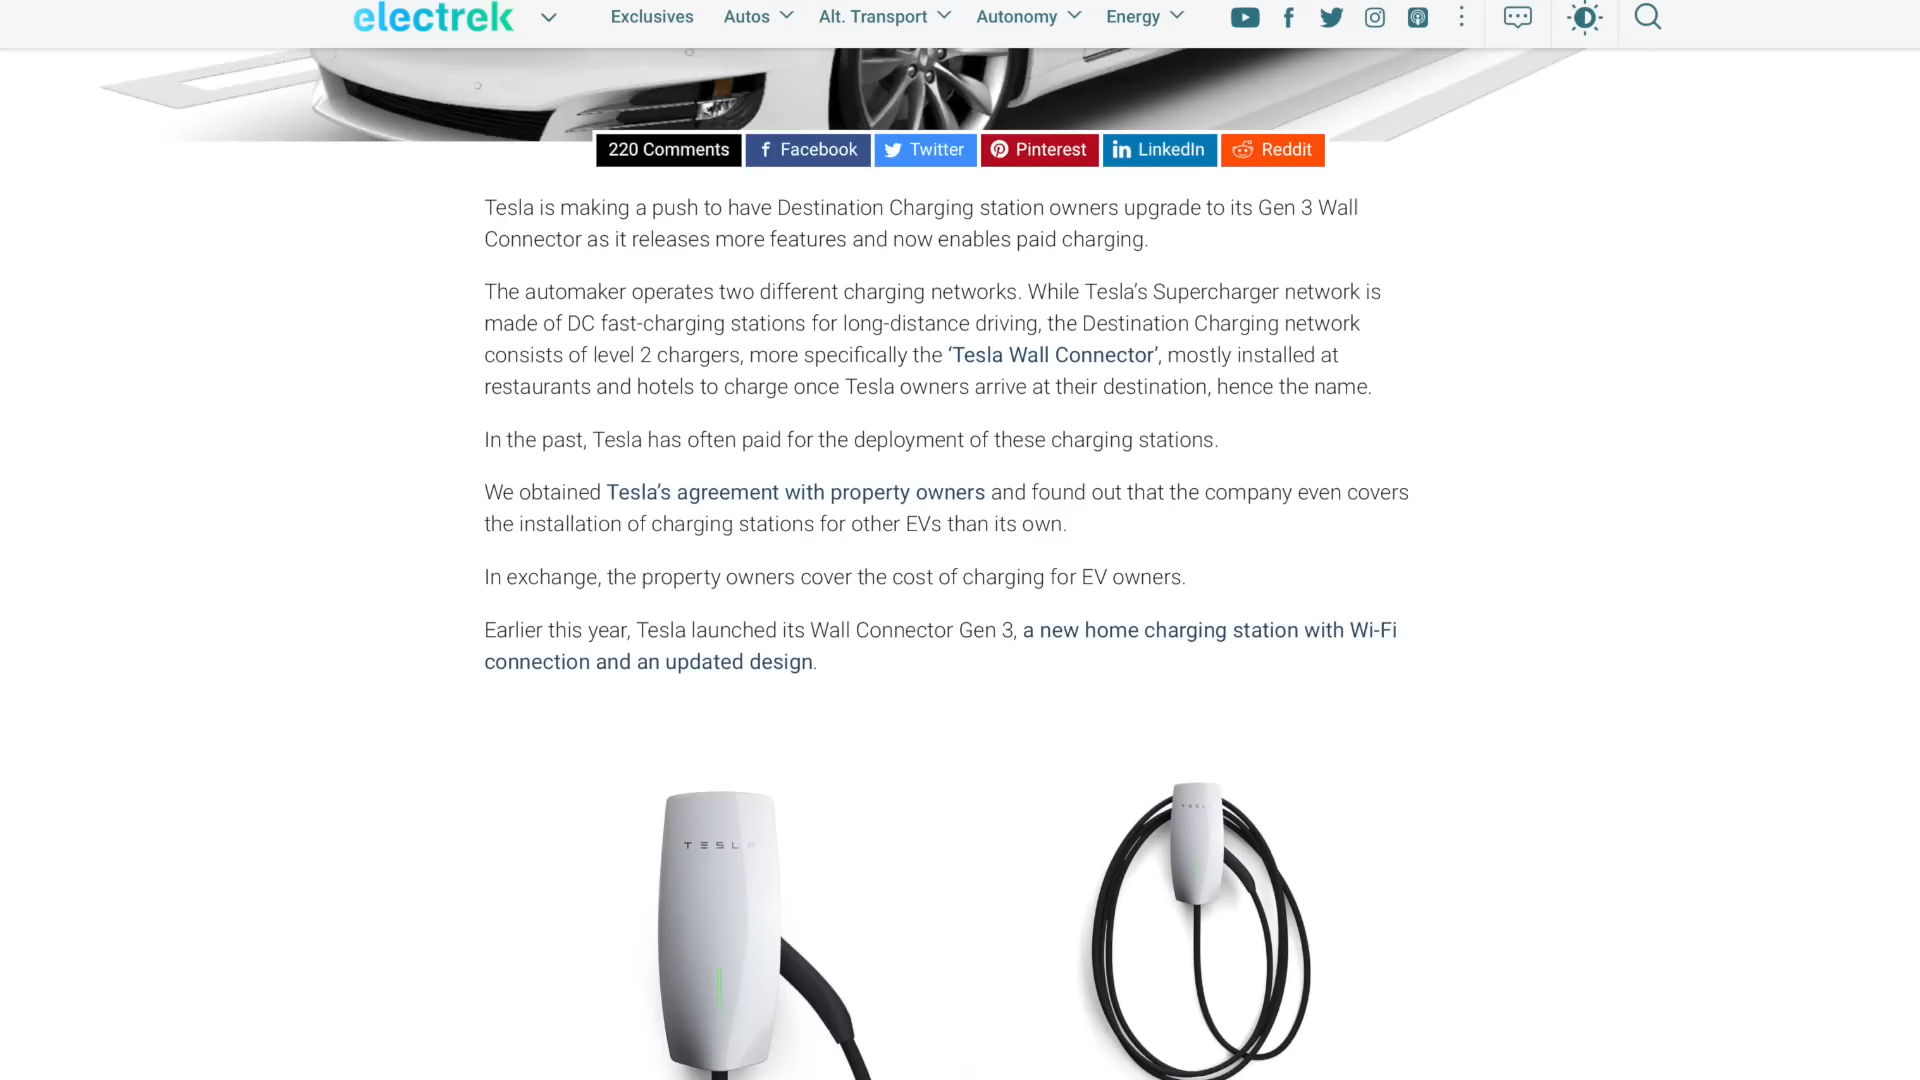 electrek
Exclusives Autos Alt. Transport Autonomy Energy
220 Comments Facebook Twitter Pinterest LinkedIn Reddit
Tesla is making a push to have Destination Charging station owners upgrade to its Gen 3 Wall
Connector as it releases more features and now enables paid charging.
The automaker operates two different charging networks. While Tesla’s Supercharger network is
made of DC fast-charging stations for long-distance driving, the Destination Charging network
consists of level 2 chargers, more specifically the ‘Tesla Wall Connector’, mostly installed at
restaurants and hotels to charge once Tesla owners arrive at their destination, hence the name.
In the past, Tesla has often paid for the deployment of these charging stations.
We obtained Tesla’s agreement with property owners and found out that the company even covers
the installation of charging stations for other EVs than its own.
In exchange, the property owners cover the cost of charging for EV owners.
Earlier this year, Tesla launched its Wall Connector Gen 3, a new home charging station with Wi-Fi
connection and an updated design.
TESLA
TESLA